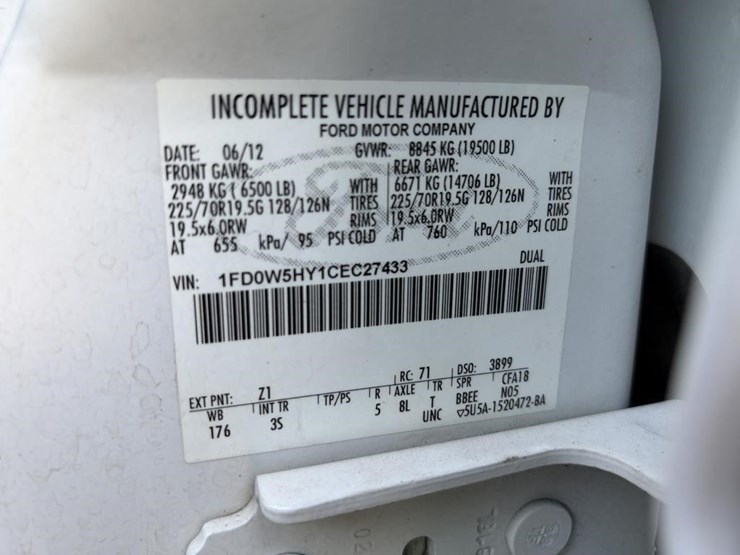 INCOMPLETE VEHICLE MANUFACTURED BY
FORD MOTOR COMPANY
DATE: 06/12 GVWR: 8845 KG (19500 LB)
FRONT GAWR: REAR GAWR:
2948 KG ( 6500 LB) WITH 6671 KG (14706 LB) WITH
225/70R19.5G 128/126N TIRES 225/70R19.5G 128/126N TIRES
19.5x6.0RW RIMS 19.5x6.0RW RIMS
AT 655 kPa/ 95 PSI COLD AT 760 kPa/110 PSI COLD
DUAL
VIN: 1FD0W5HY1CEC27433
EXT PNT: Z1 RC: 71 DSO: 3899
WB INT TR TP/PS R AXLE TR SPR CFA18
176 3S 5 8L T BBEE N05
UNC ▽5U5A-1520472-BA